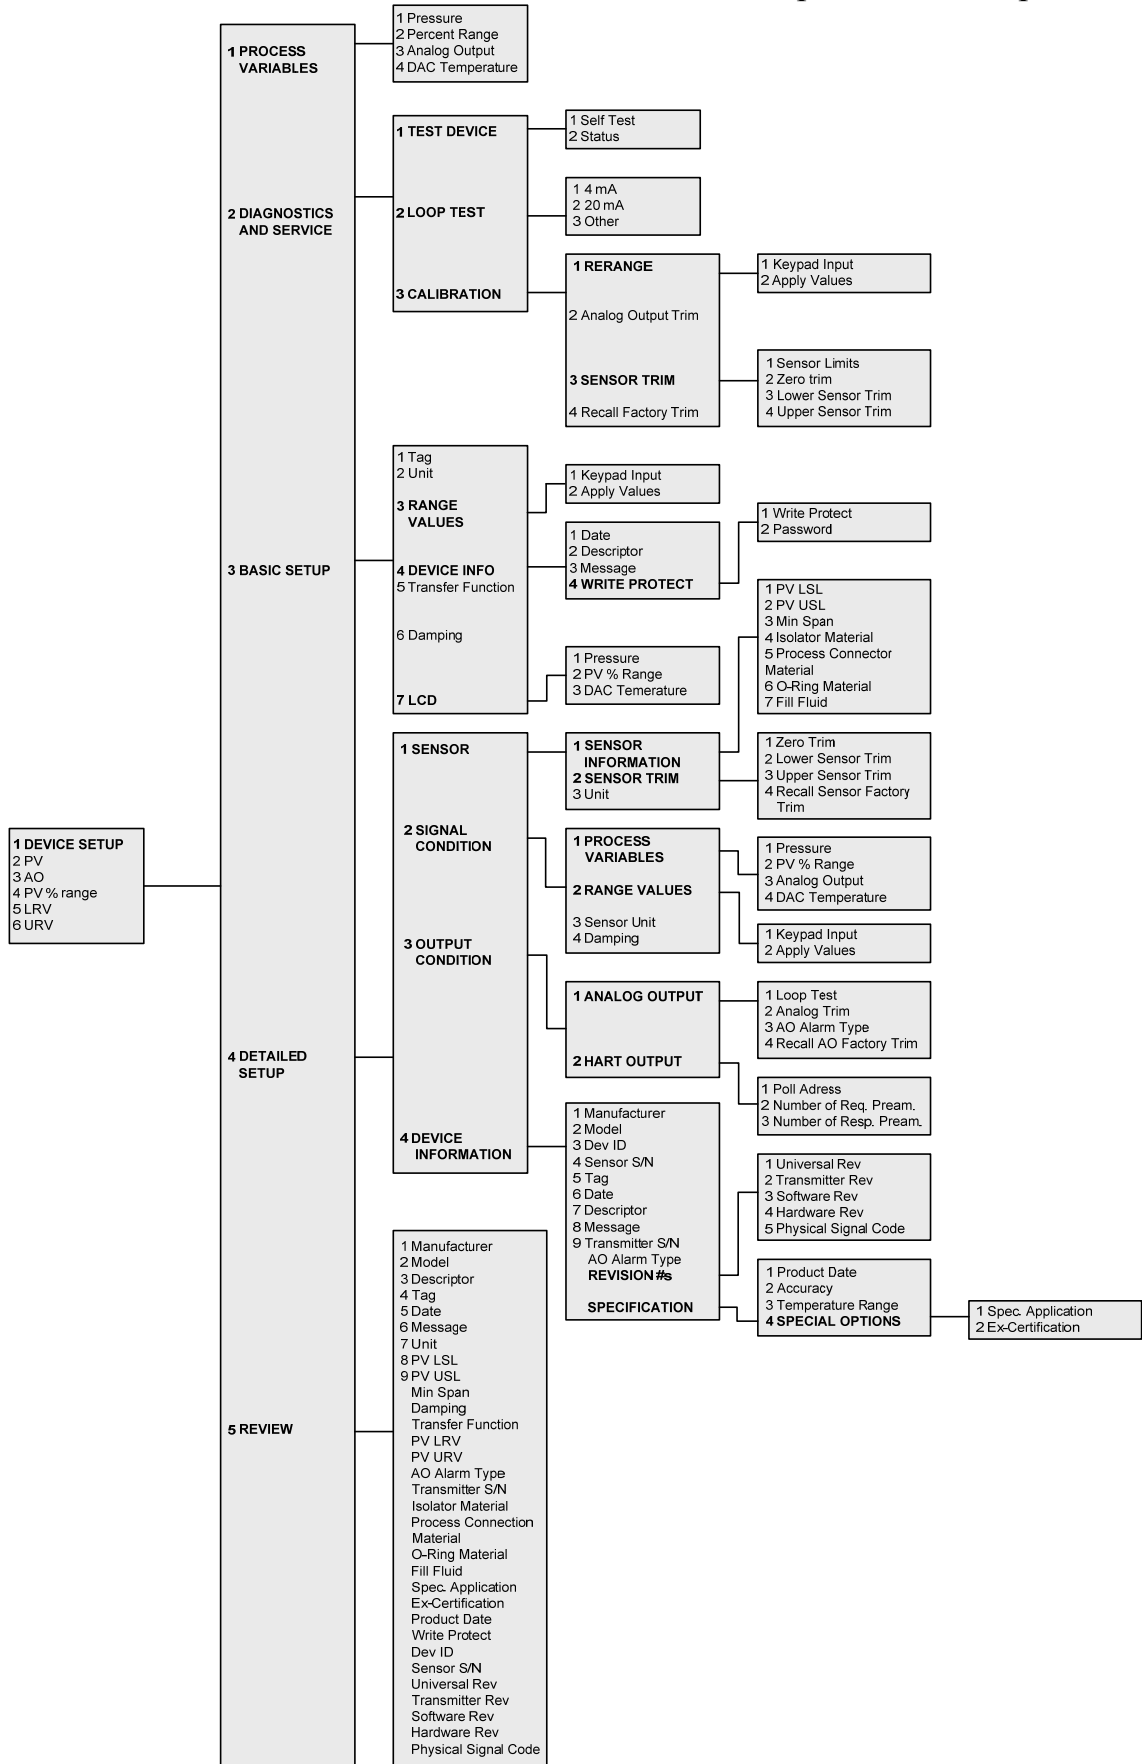 1 Pressure
2 Percent Range
3 Analog Output
4 DAC Temperature
1 PROCESS
VARIABLES
1 TEST DEVICE
1 Self Test
2 Status
2 DIAGNOSTICS
AND SERVICE
2 LOOP TEST
1 4 mA
2 20 mA
3 Other
3 CALIBRATION
1 RERANGE
2 Analog Output Trim
3 SENSOR TRIM
4 Recall Factory Trim
1 Keypad Input
2 Apply Values
1 Sensor Limits
2 Zero trim
3 Lower Sensor Trim
4 Upper Sensor Trim
3 BASIC SETUP
1 Tag
2 Unit
3 RANGE
VALUES
4 DEVICE INFO
5 Transfer Function
6 Damping
7 LCD
1 Keypad Input
2 Apply Values
1 Date
2 Descriptor
3 Message
4 WRITE PROTECT
1 Write Protect
2 Password
1 Pressure
2 PV % Range
3 DAC Temerature
1 DEVICE SETUP
2 PV
3 AO
4 PV % range
5 LRV
6 URV
4 DETAILED
SETUP
1 SENSOR
2 SIGNAL
CONDITION
3 OUTPUT
CONDITION
4 DEVICE
INFORMATION
1 SENSOR
INFORMATION
2 SENSOR TRIM
3 Unit
1 PV LSL
2 PV USL
3 Min Span
4 Isolator Material
5 Process Connector
Material
6 O-Ring Material
7 Fill Fluid
1 Zero Trim
2 Lower Sensor Trim
3 Upper Sensor Trim
4 Recall Sensor Factory
Trim
1 PROCESS
VARIABLES
2 RANGE VALUES
3 Sensor Unit
4 Damping
1 Pressure
2 PV % Range
3 Analog Output
4 DAC Temperature
1 Keypad Input
2 Apply Values
1 ANALOG OUTPUT
2 HART OUTPUT
1 Loop Test
2 Analog Trim
3 AO Alarm Type
4 Recall AO Factory Trim
1 Poll Adress
2 Number of Req. Pream.
3 Number of Resp. Pream.
1 Manufacturer
2 Model
3 Dev ID
4 Sensor S/N
5 Tag
6 Date
7 Descriptor
8 Message
9 Transmitter S/N
AO Alarm Type
REVISION #s
SPECIFICATION
1 Universal Rev
2 Transmitter Rev
3 Software Rev
4 Hardware Rev
5 Physical Signal Code
1 Product Date
2 Accuracy
3 Temperature Range
4 SPECIAL OPTIONS
1 Spec. Application
2 Ex-Certification
5 REVIEW
1 Manufacturer
2 Model
3 Descriptor
4 Tag
5 Date
6 Message
7 Unit
8 PV LSL
9 PV USL
Min Span
Damping
Transfer Function
PV LRV
PV URV
AO Alarm Type
Transmitter S/N
Isolator Material
Process Connection
Material
O-Ring Material
Fill Fluid
Spec. Application
Ex-Certification
Product Date
Write Protect
Dev ID
Sensor S/N
Universal Rev
Transmitter Rev
Software Rev
Hardware Rev
Physical Signal Code